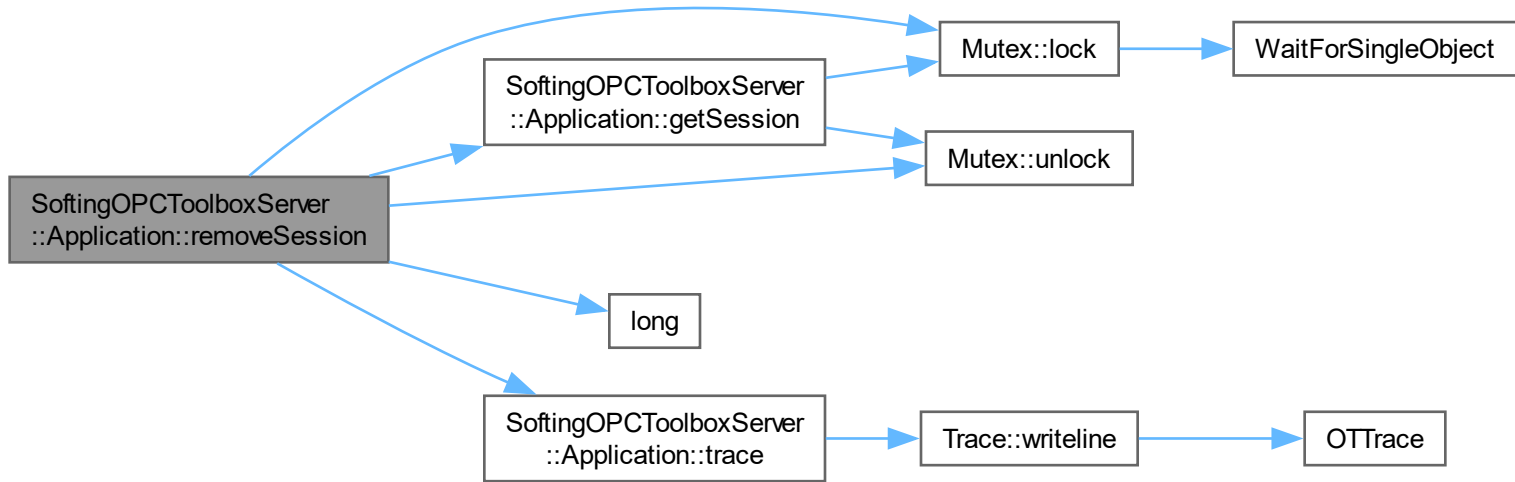 SoftingOPCToolboxServer
::Application::removeSession
SoftingOPCToolboxServer
::Application::getSession
Mutex::lock
WaitForSingleObject
Mutex::unlock
long
SoftingOPCToolboxServer
::Application::trace
Trace::writeline
OTTrace